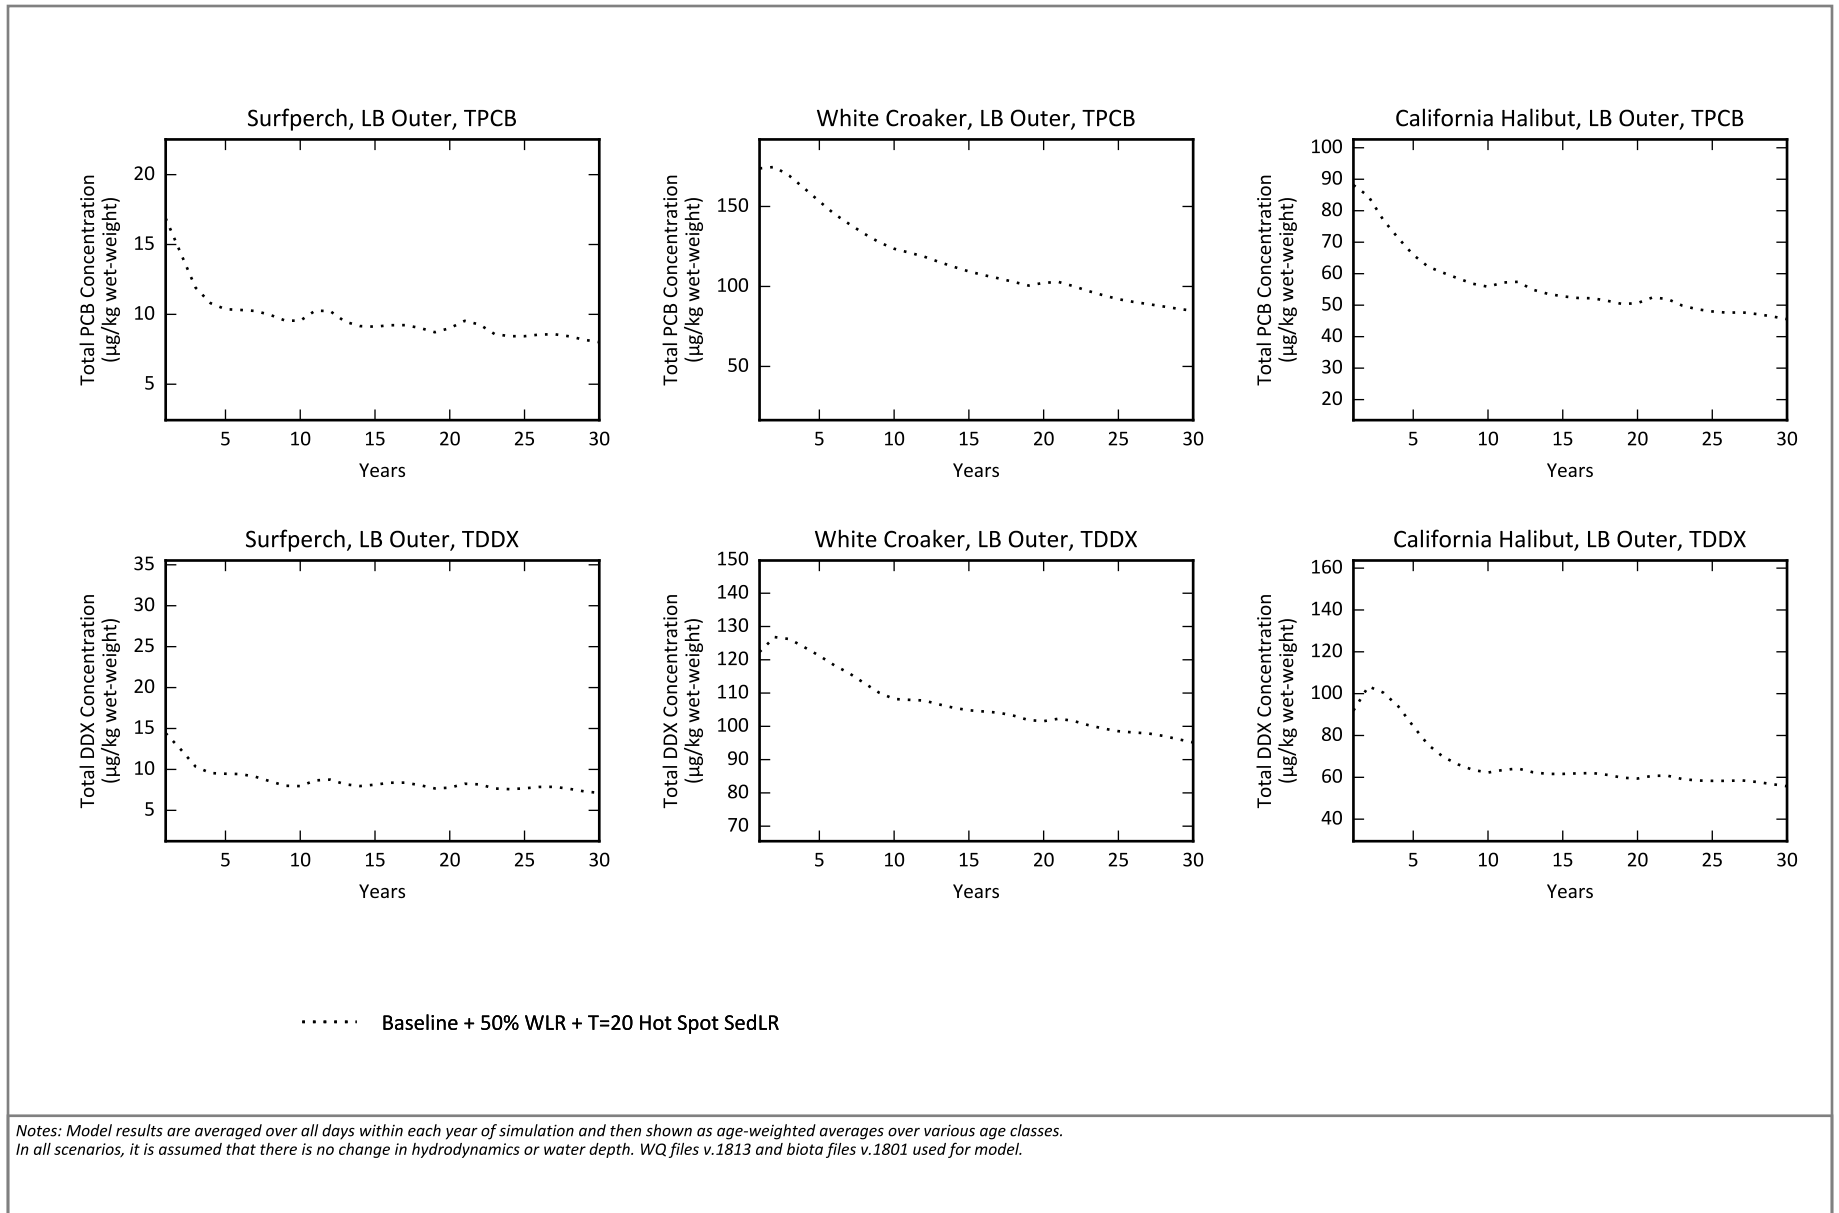 Surfperch, LB Outer, TPCB
Total PCB Concentration
(µg/kg wet-weight)
20
15
10
5
5 10 15 20 25 30
Years
White Croaker, LB Outer, TPCB
Total PCB Concentration
(µg/kg wet-weight)
150
100
50
5 10 15 20 25 30
Years
California Halibut, LB Outer, TPCB
Total PCB Concentration
(µg/kg wet-weight)
100
90
80
70
60
50
40
30
20
5 10 15 20 25 30
Years
Surfperch, LB Outer, TDDX
Total DDX Concentration
(µg/kg wet-weight)
35
30
25
20
15
10
5
5 10 15 20 25 30
Years
White Croaker, LB Outer, TDDX
Total DDX Concentration
(µg/kg wet-weight)
150
140
130
120
110
100
90
80
70
5 10 15 20 25 30
Years
California Halibut, LB Outer, TDDX
Total DDX Concentration
(µg/kg wet-weight)
160
140
120
100
80
60
40
5 10 15 20 25 30
Years
Baseline + 50% WLR + T=20 Hot Spot SedLR
Notes: Model results are averaged over all days within each year of simulation and then shown as age-weighted averages over various age classes.
In all scenarios, it is assumed that there is no change in hydrodynamics or water depth. WQ files v.1813 and biota files v.1801 used for model.